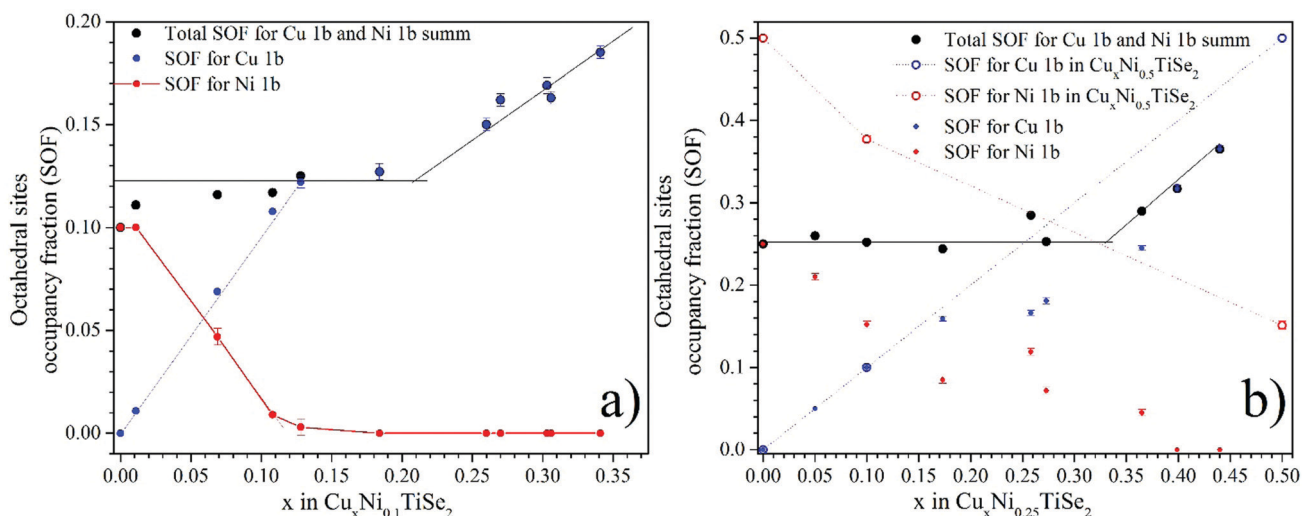 0.20
0.15
0.10
0.05
0.00
Octahedral sites
occupancy fraction (SOF)
Total SOF for Cu 1b and Ni 1b summ
SOF for Cu 1b
SOF for Ni 1b
a)
0.00 0.05 0.10 0.15 0.20 0.25 0.30 0.35
x in CuₓNi₀.₁TiSe₂
0.5
0.4
0.3
0.2
0.1
0.0
Octahedral sites
occupancy fraction (SOF)
Total SOF for Cu 1b and Ni 1b summ
SOF for Cu 1b in CuₓNi₀.₅TiSe₂
SOF for Ni 1b in CuₓNi₀.₅TiSe₂
SOF for Cu 1b
SOF for Ni 1b
b)
0.00 0.05 0.10 0.15 0.20 0.25 0.30 0.35 0.40 0.45 0.50
x in CuₓNi₀.₂₅TiSe₂